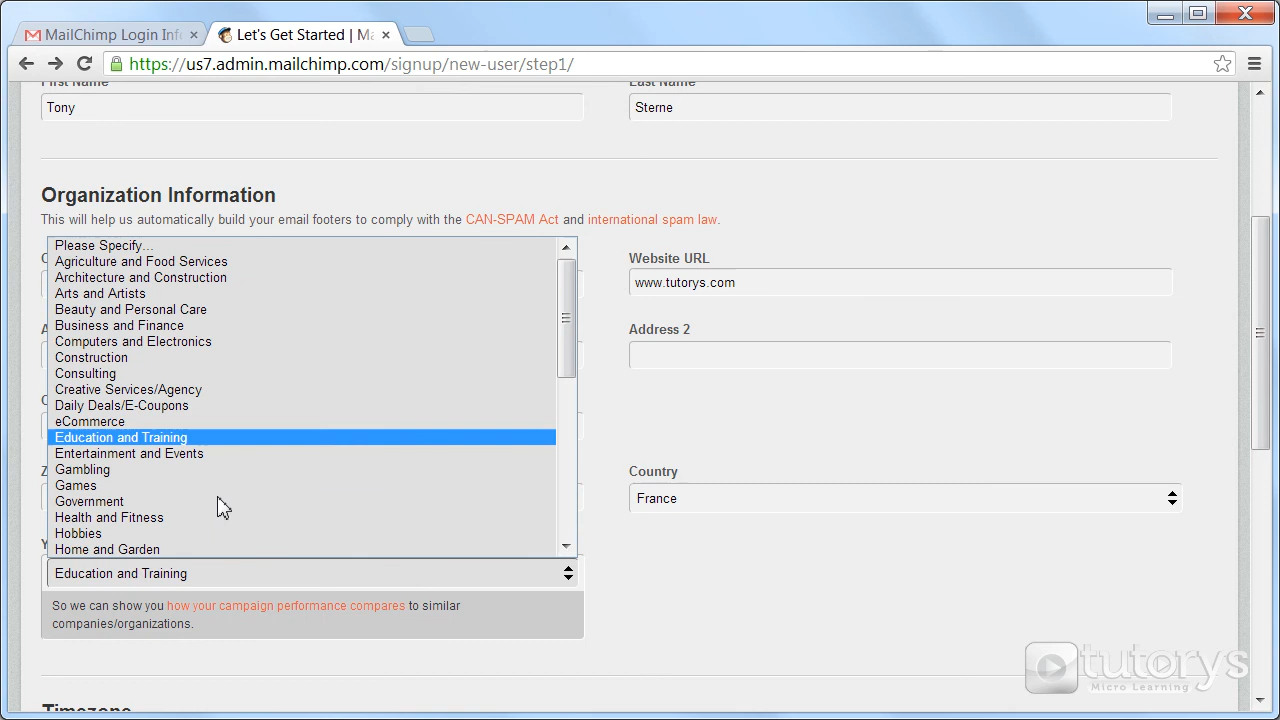 MailChimp Login Inf
Let's Get Started | Ma
https://us7.admin.mailchimp.com/signup/new-user/step1/
First Name
Last Name
Tony
Sterne
Organization Information
This will help us automatically build your email footers to comply with the CAN-SPAM Act and international spam law.
Please Specify...
Agriculture and Food Services
Architecture and Construction
Arts and Artists
Beauty and Personal Care
Business and Finance
Computers and Electronics
Construction
Consulting
Creative Services/Agency
Daily Deals/E-Coupons
eCommerce
Education and Training
Entertainment and Events
Gambling
Games
Government
Health and Fitness
Hobbies
Home and Garden
Website URL
www.tutorys.com
Address 2
Country
France
Education and Training
So we can show you how your campaign performance compares to similar
companies/organizations.
Timezone
tutorys
Micro Learning